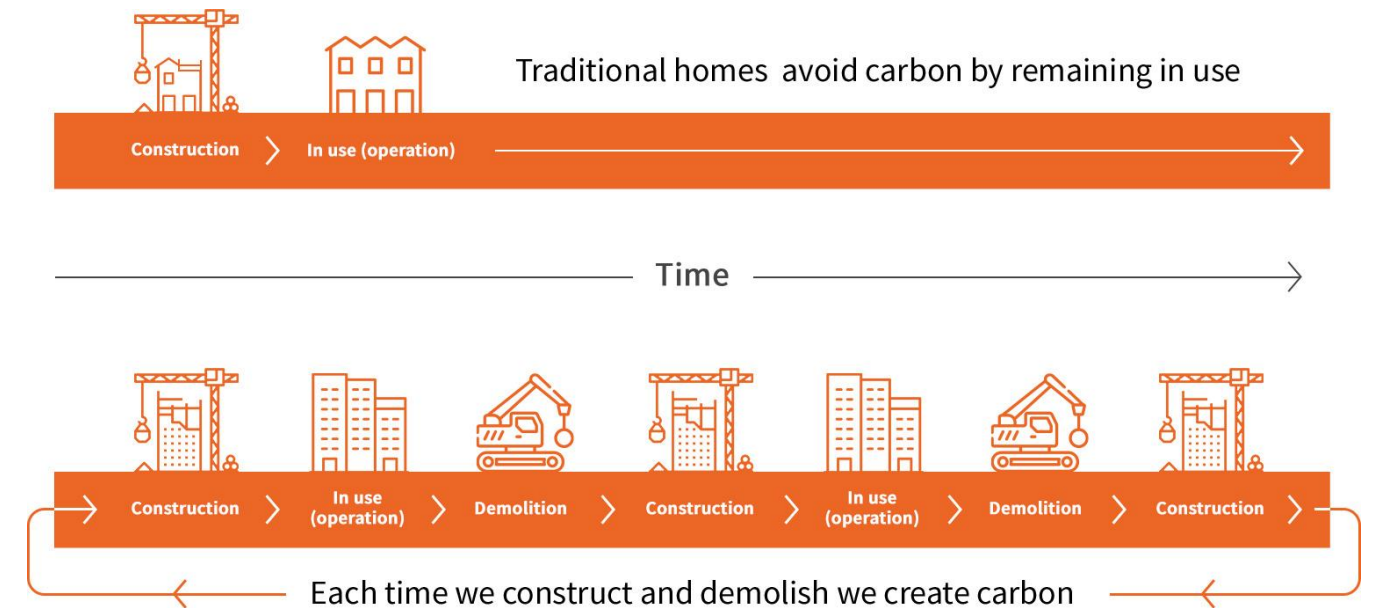 Traditional homes avoid carbon by remaining in use
Construction
In use (operation)
Time
Construction
In use
(operation)
Demolition
Construction
In use
(operation)
Demolition
Construction
Each time we construct and demolish we create carbon